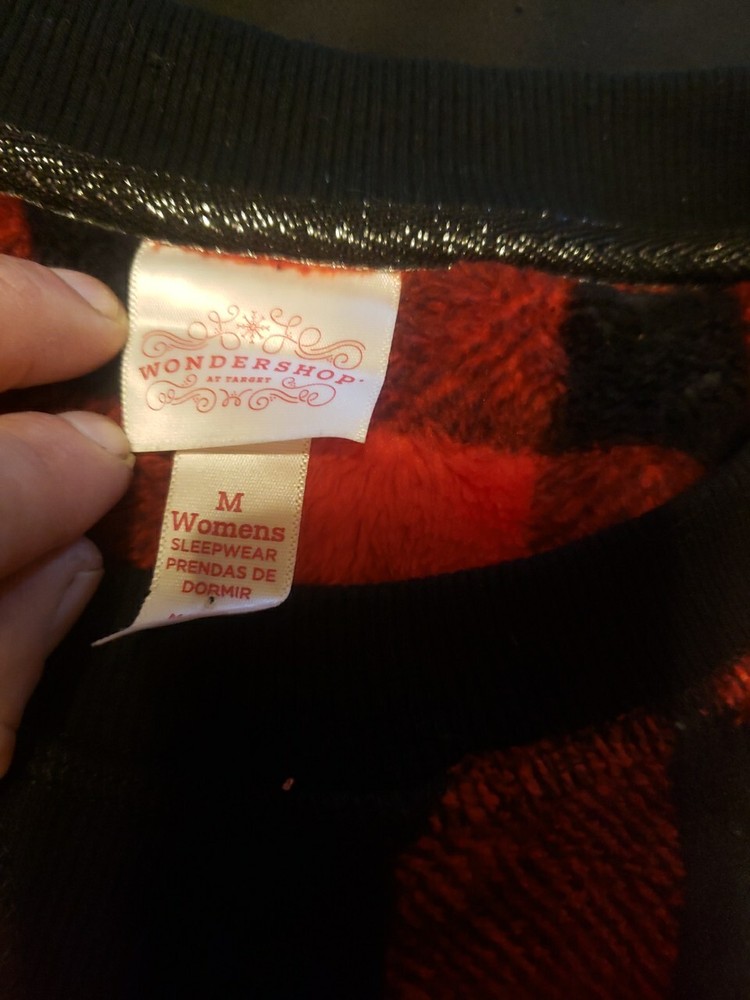 WONDERSHOP
AT TARGET
M
Womens
SLEEPWEAR
PRENDAS DE
DORMIR